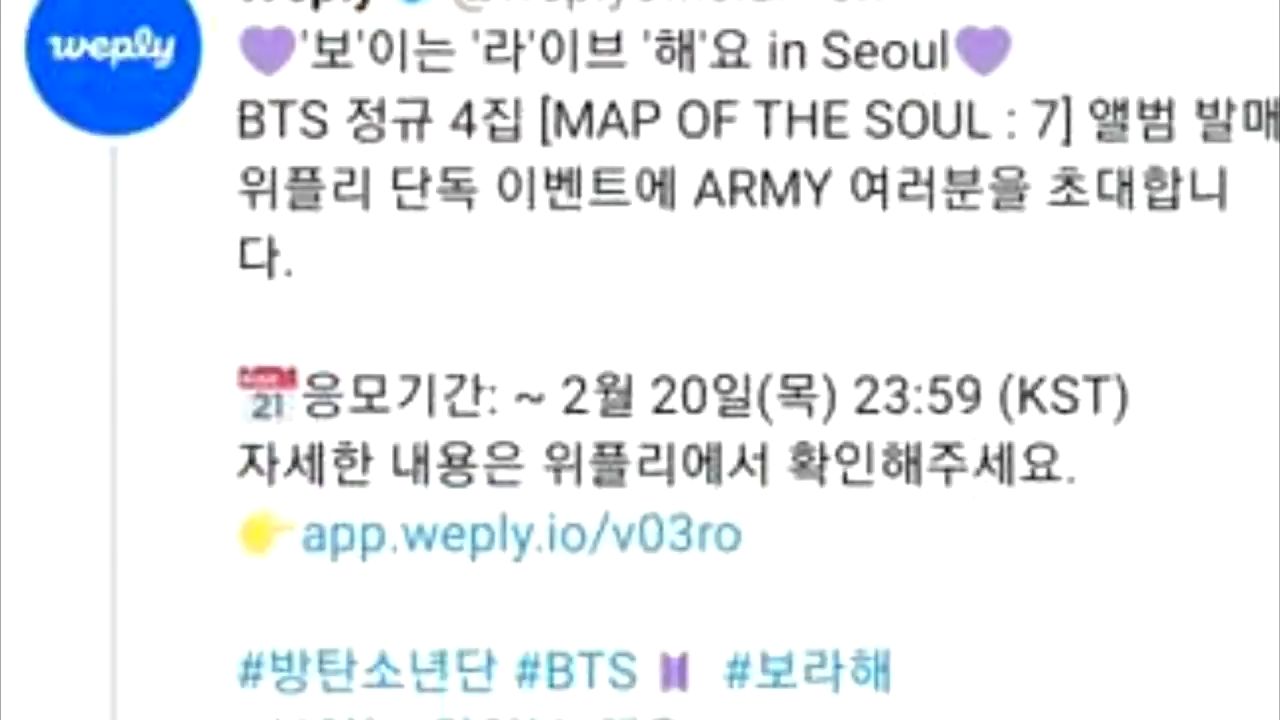 weply
💜'보'이는 '라'이브 '해'요 in Seoul💜
BTS 정규 4집 [MAP OF THE SOUL : 7] 앨범 발매
위플리 단독 이벤트에 ARMY 여러분을 초대합니
다.
📅응모기간: ~ 2월 20일(목) 23:59 (KST)
자세한 내용은 위플리에서 확인해주세요.
👉app.weply.io/v03ro
#방탄소년단 #BTS #보라해